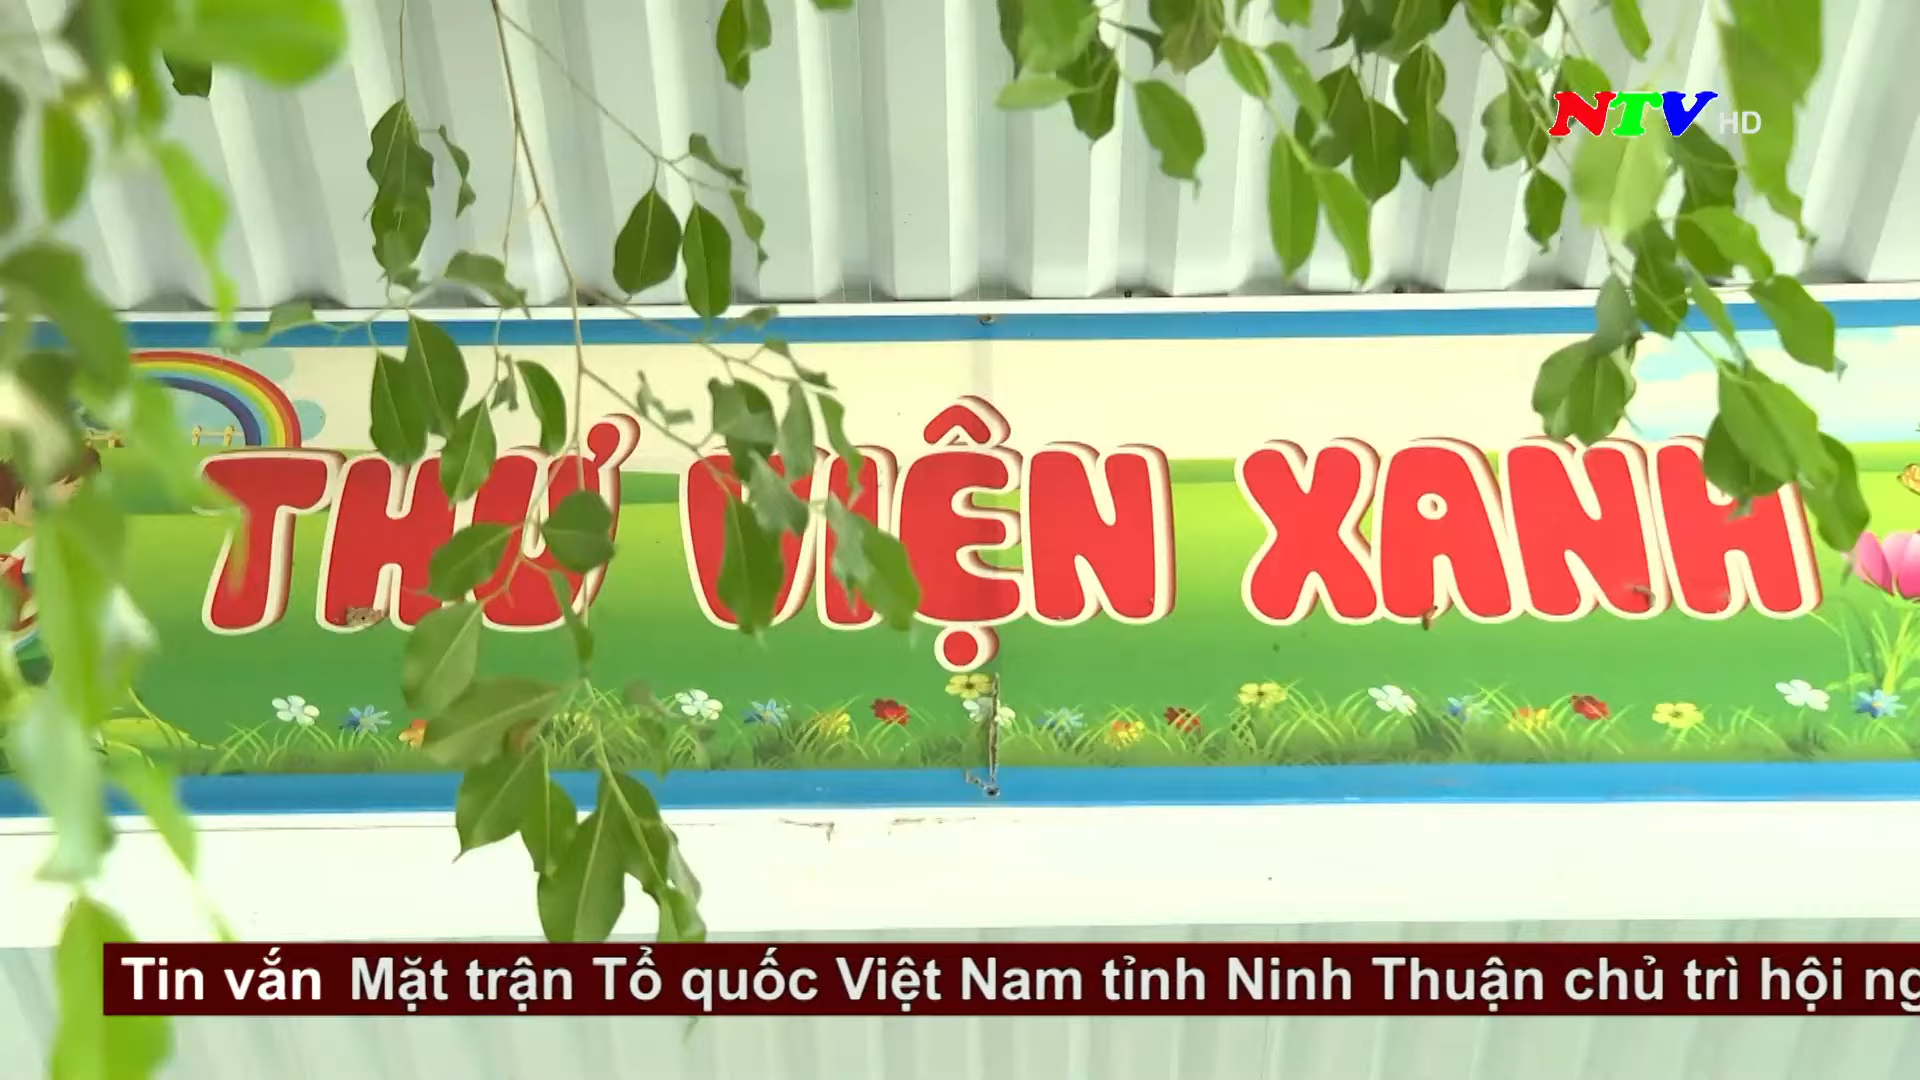 NTV HD
THƯ VIỆN XANH
Tin vắn Mặt trận Tổ quốc Việt Nam tỉnh Ninh Thuận chủ trì hội